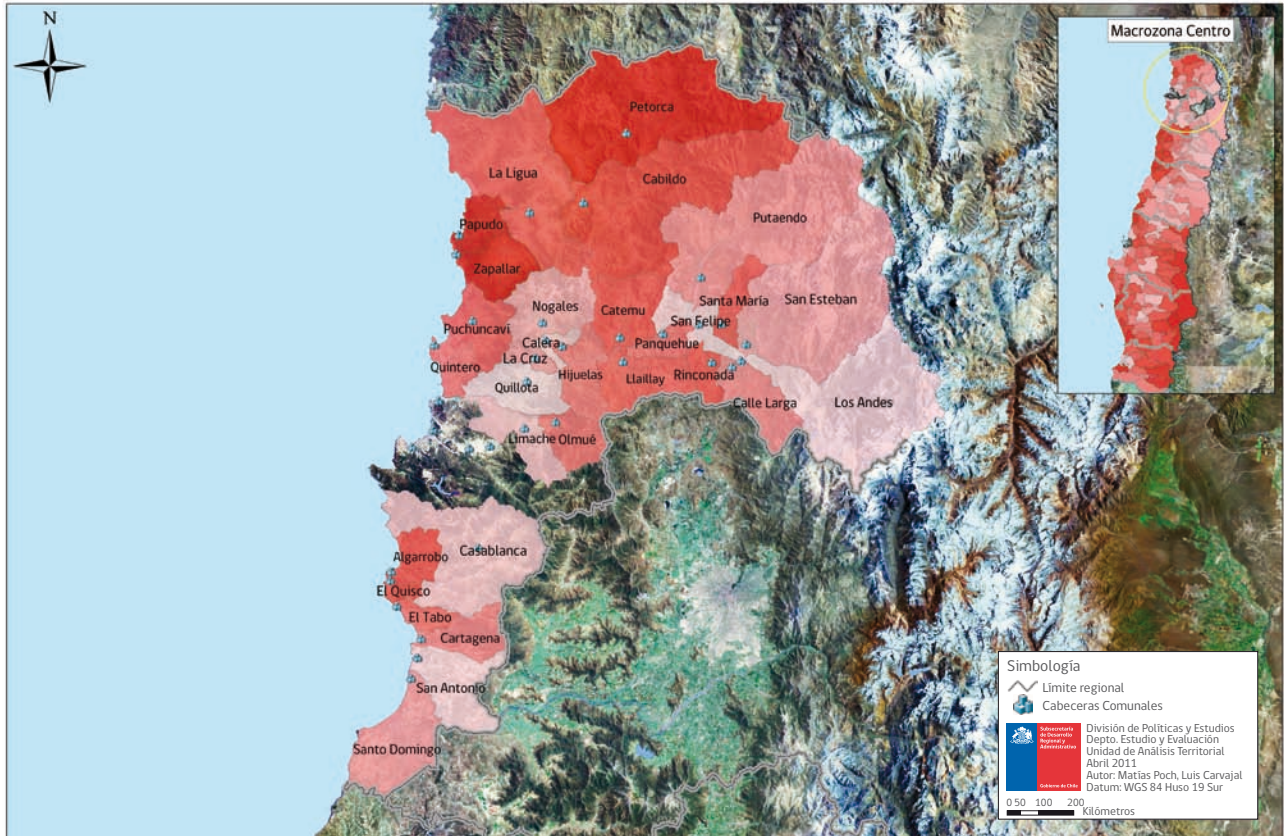 N
Macrozona Centro
Petorca
La Ligua
Cabildo
Putaendo
Papudo
Zapallar
Nogales
Catemu
Santa María
San Esteban
Puchuncaví
San Felipe
Calera
Panquehue
La Cruz
Quintero
Hijuelas
Llaillay
Rinconada
Quillota
Calle Larga
Los Andes
Limache
Olmué
Algarrobo
Casablanca
El Quisco
El Tabo
Cartagena
San Antonio
Santo Domingo
Simbología
Límite regional
Cabeceras Comunales
Subsecretaría
de Desarrollo
Regional y
Administrativo
Gobierno de Chile
División de Políticas y Estudios
Depto. Estudio y Evaluación
Unidad de Análisis Territorial
Abril 2011
Autor: Matías Poch, Luis Carvajal
Datum: WGS 84 Huso 19 Sur
0 50 100 200
Kilómetros